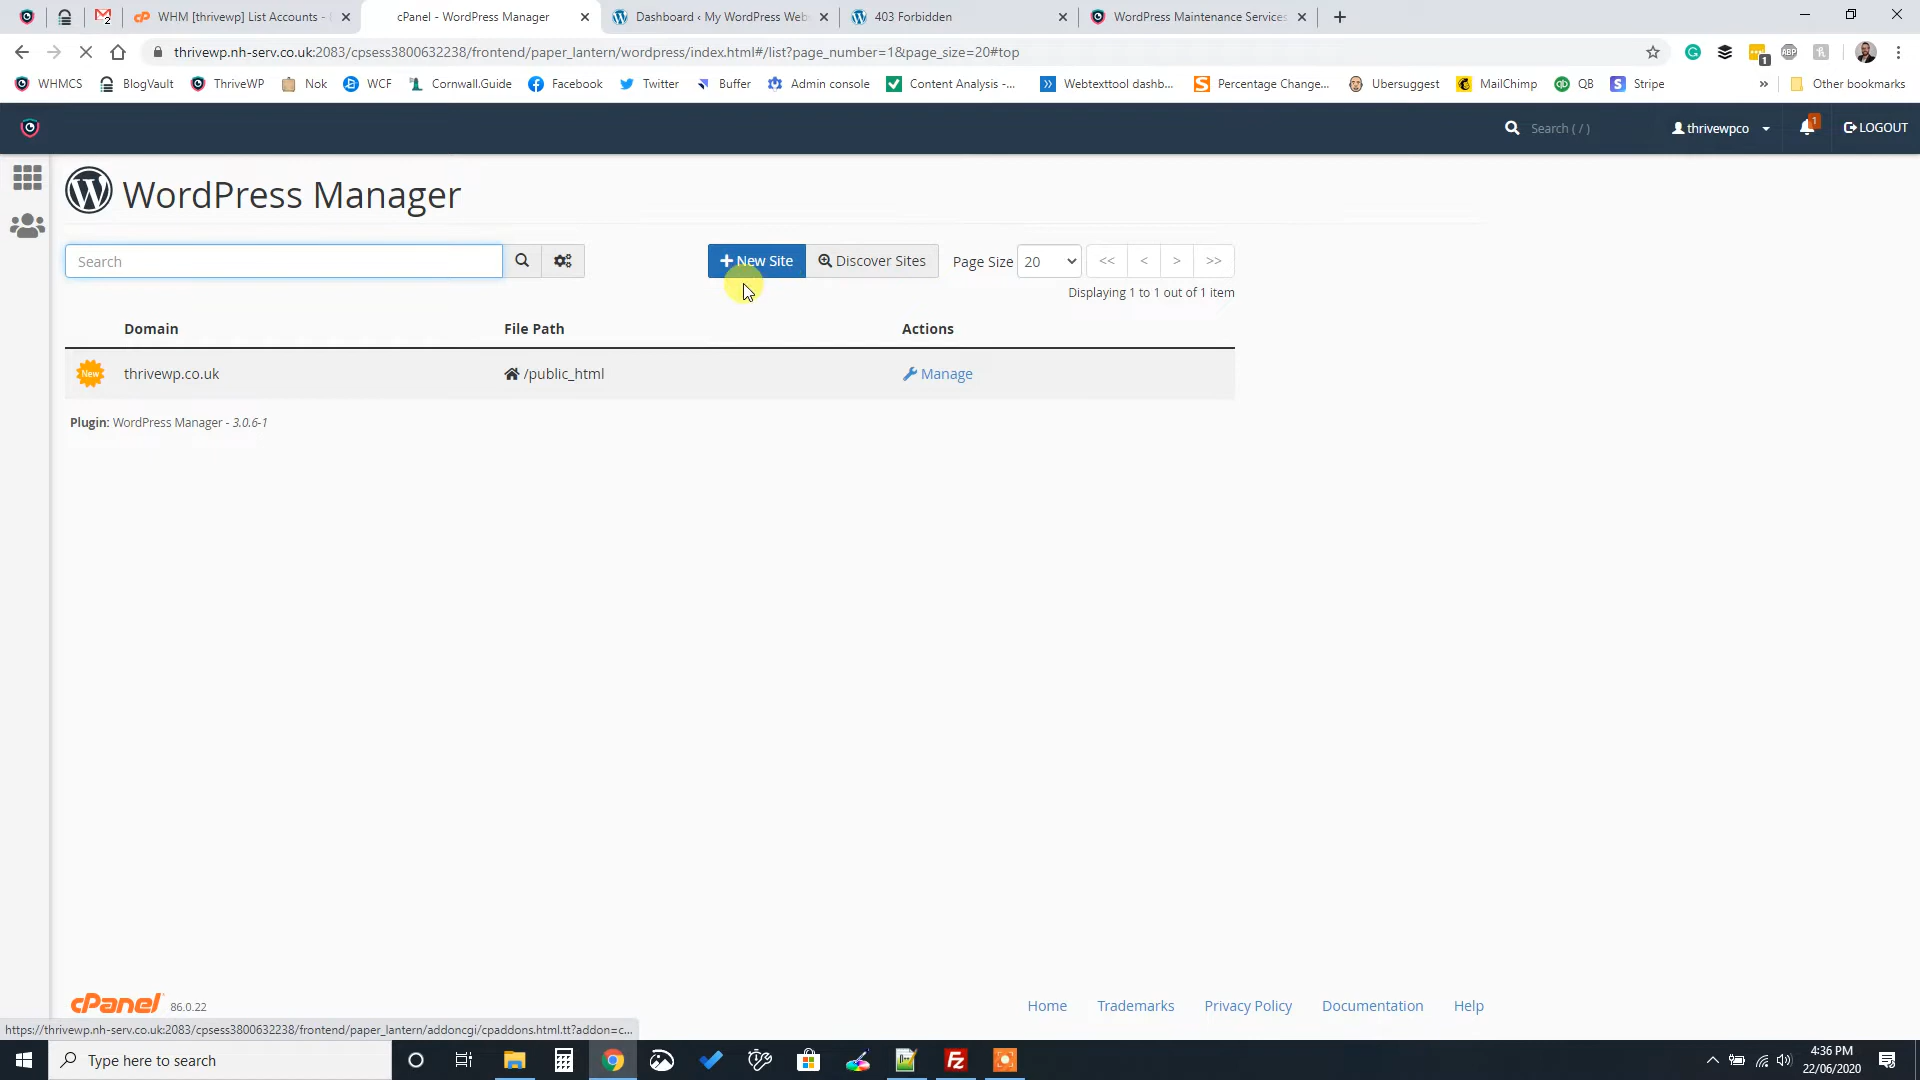 WHM [thrivewp] List Accounts -
cPanel - WordPress Manager
Dashboard ‹ My WordPress Web
403 Forbidden
WordPress Maintenance Services
2
thrivewp.nh-serv.co.uk:2083/cpsess3800632238/frontend/paper_lantern/wordpress/index.html#/list?page_number=1&page_size=20#top
1
ABP
WHMCS
BlogVault
ThriveWP
Nok
WCF
Cornwall.Guide
Facebook
Twitter
Buffer
Admin console
Content Analysis -...
Webtexttool dashb...
Percentage Change...
Ubersuggest
MailChimp
QB
Stripe
»
Other bookmarks
Search ( / )
thrivewpco
1
LOGOUT
WordPress Manager
Search
New Site
Discover Sites
Page Size
20
<<
<
>
>>
Displaying 1 to 1 out of 1 item
Domain
File Path
Actions
New
thrivewp.co.uk
/public_html
Manage
Plugin: WordPress Manager - 3.0.6-1
cPanel
86.0.22
Home
Trademarks
Privacy Policy
Documentation
Help
https://thrivewp.nh-serv.co.uk:2083/cpsess3800632238/frontend/paper_lantern/addoncgi/cpaddons.html.tt?addon=c...
Type here to search
4:36 PM
22/06/2020